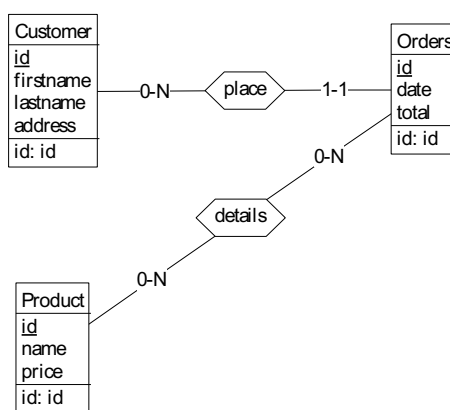 Customer
id
firstname
lastname
address
id: id
0-N
place
1-1
Orders
id
date
total
id: id
0-N
details
0-N
Product
id
name
price
id: id